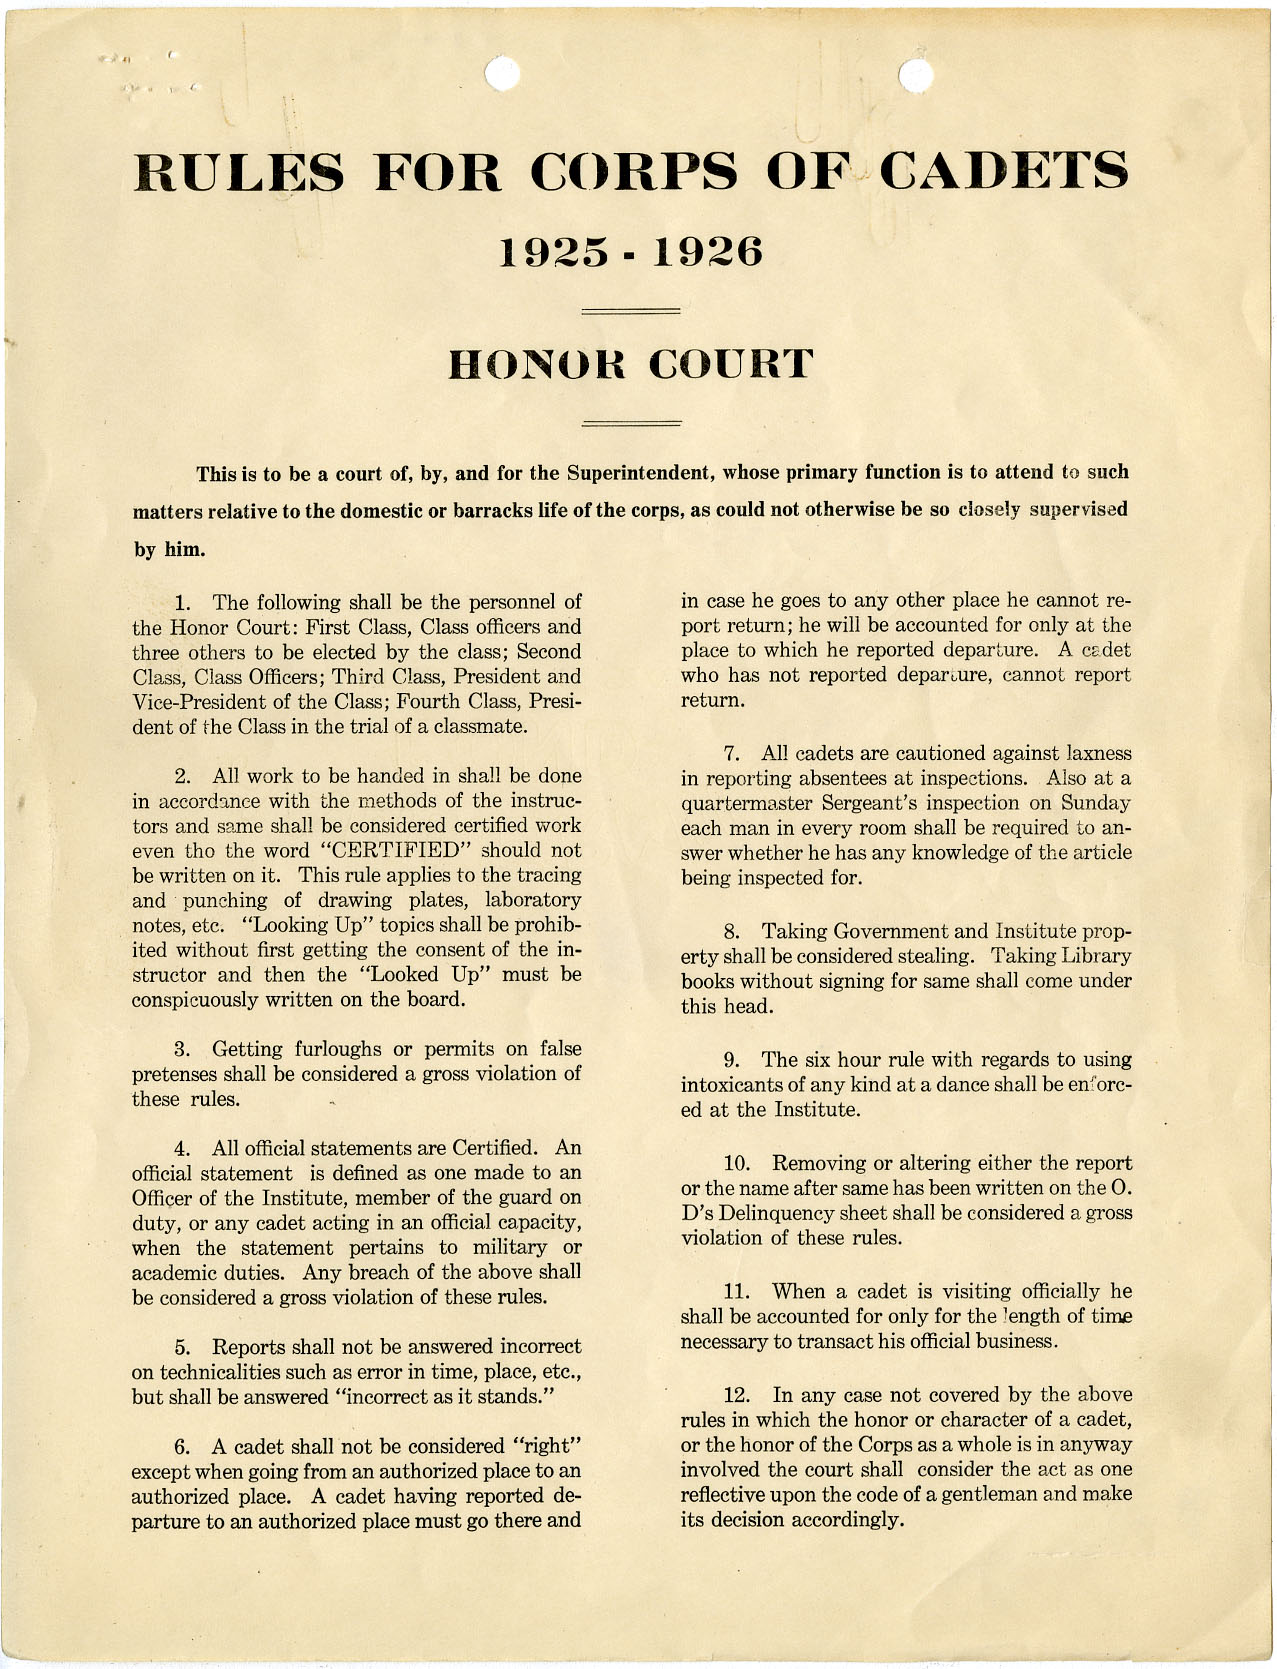 RULES FOR CORPS OF CADETS
1925 - 1926
HONOR COURT
This is to be a court of, by, and for the Superintendent, whose primary function is to attend to such
matters relative to the domestic or barracks life of the corps, as could not otherwise be so closely supervised
by him.
1. The following shall be the personnel of
the Honor Court: First Class, Class officers and
three others to be elected by the class; Second
Class, Class Officers; Third Class, President and
Vice-President of the Class; Fourth Class, Presi-
dent of the Class in the trial of a classmate.
2. All work to be handed in shall be done
in accordance with the methods of the instruc-
tors and same shall be considered certified work
even tho the word "CERTIFIED" should not
be written on it. This rule applies to the tracing
and punching of drawing plates, laboratory
notes, etc. "Looking Up" topics shall be prohib-
ited without first getting the consent of the in-
structor and then the "Looked Up" must be
conspicuously written on the board.
3. Getting furloughs or permits on false
pretenses shall be considered a gross violation of
these rules.
4. All official statements are Certified. An
official statement is defined as one made to an
Officer of the Institute, member of the guard on
duty, or any cadet acting in an official capacity,
when the statement pertains to military or
academic duties. Any breach of the above shall
be considered a gross violation of these rules.
5. Reports shall not be answered incorrect
on technicalities such as error in time, place, etc.,
but shall be answered "incorrect as it stands."
6. A cadet shall not be considered "right"
except when going from an authorized place to an
authorized place. A cadet having reported de-
parture to an authorized place must go there and
in case he goes to any other place he cannot re-
port return; he will be accounted for only at the
place to which he reported departure. A cadet
who has not reported departure, cannot report
return.
7. All cadets are cautioned against laxness
in reporting absentees at inspections. Also at a
quartermaster Sergeant's inspection on Sunday
each man in every room shall be required to an-
swer whether he has any knowledge of the article
being inspected for.
8. Taking Government and Institute prop-
erty shall be considered stealing. Taking Library
books without signing for same shall come under
this head.
9. The six hour rule with regards to using
intoxicants of any kind at a dance shall be enforc-
ed at the Institute.
10. Removing or altering either the report
or the name after same has been written on the O.
D's Delinquency sheet shall be considered a gross
violation of these rules.
11. When a cadet is visiting officially he
shall be accounted for only for the length of time
necessary to transact his official business.
12. In any case not covered by the above
rules in which the honor or character of a cadet,
or the honor of the Corps as a whole is in anyway
involved the court shall consider the act as one
reflective upon the code of a gentleman and make
its decision accordingly.